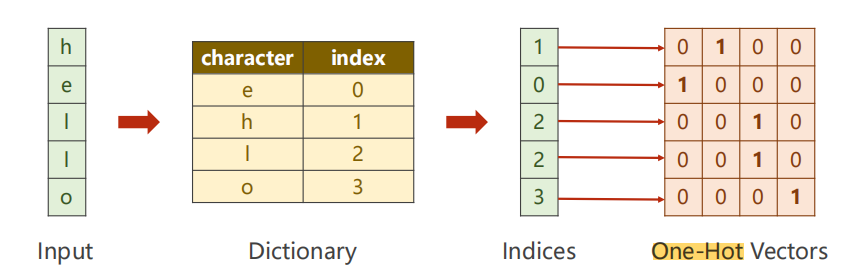 h
e
l
l
o
Input
character index
e 0
h 1
l 2
o 3
Dictionary
1
0
2
2
3
Indices
0 1 0 0
1 0 0 0
0 0 1 0
0 0 1 0
0 0 0 1
One-Hot Vectors